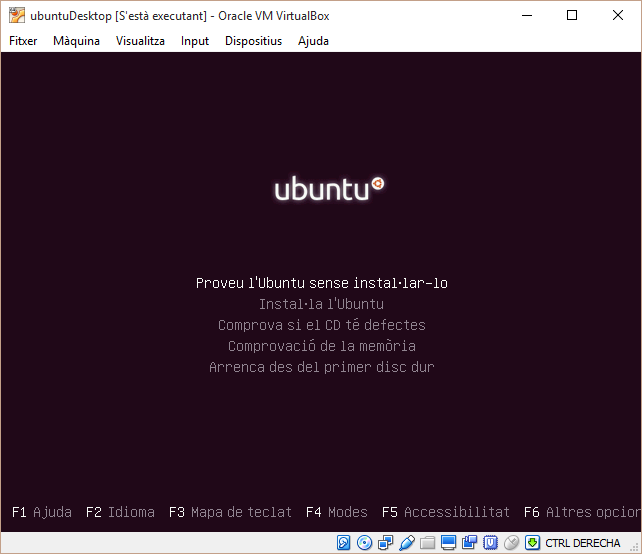 ubuntuDesktop [S'està executant] - Oracle VM VirtualBox
Fitxer Màquina Visualitza Input Dispositius Ajuda
ubuntu
Proveu l'Ubuntu sense instal·lar-lo
Instal·la l'Ubuntu
Comprova si el CD té defectes
Comprovació de la memòria
Arrenca des del primer disc dur
F1 Ajuda F2 Idioma F3 Mapa de teclat F4 Modes F5 Accessibilitat F6 Altres opcion
CTRL DERECHA